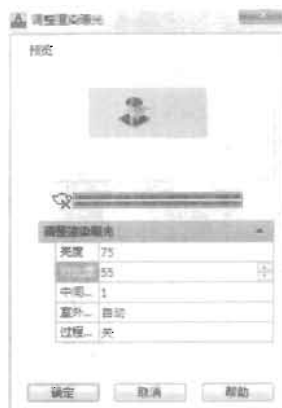 调整渲染曝光
预览
调整渲染曝光
亮度 75
55
中间... 1
室外... 自动
过程... 关
确定 取消 帮助